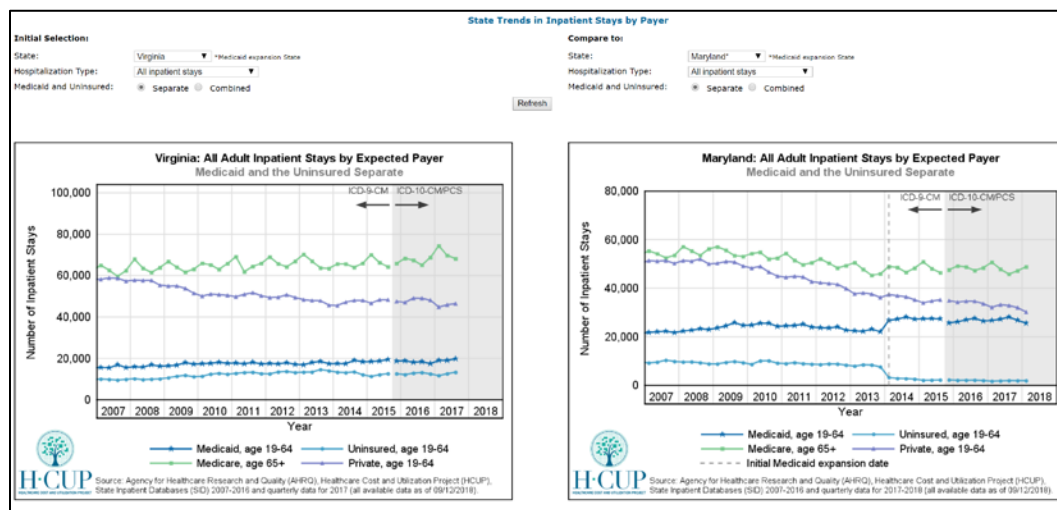 State Trends in Inpatient Stays by Payer
Initial Selection:
State: Virginia *Medicaid expansion State
Hospitalization Type: All inpatient stays
Medicaid and Uninsured: Separate Combined
Compare to:
State: Maryland* *Medicaid expansion State
Hospitalization Type: All inpatient stays
Medicaid and Uninsured: Separate Combined
Refresh
Virginia: All Adult Inpatient Stays by Expected Payer
Medicaid and the Uninsured Separate
ICD-9-CM ICD-10-CM/PCS
Number of Inpatient Stays
100,000
80,000
60,000
40,000
20,000
0
2007 2008 2009 2010 2011 2012 2013 2014 2015 2016 2017 2018
Year
Medicaid, age 19-64 Uninsured, age 19-64
Medicare, age 65+ Private, age 19-64
H·CUP
HEALTHCARE COST AND UTILIZATION PROJECT
Source: Agency for Healthcare Research and Quality (AHRQ), Healthcare Cost and Utilization Project (HCUP),
State Inpatient Databases (SID) 2007-2016 and quarterly data for 2017 (all available data as of 09/12/2018).
Maryland: All Adult Inpatient Stays by Expected Payer
Medicaid and the Uninsured Separate
ICD-9-CM ICD-10-CM/PCS
Number of Inpatient Stays
80,000
60,000
40,000
20,000
0
2007 2008 2009 2010 2011 2012 2013 2014 2015 2016 2017 2018
Year
Medicaid, age 19-64 Uninsured, age 19-64
Medicare, age 65+ Private, age 19-64
Initial Medicaid expansion date
H·CUP
HEALTHCARE COST AND UTILIZATION PROJECT
Source: Agency for Healthcare Research and Quality (AHRQ), Healthcare Cost and Utilization Project (HCUP),
State Inpatient Databases (SID) 2007-2016 and quarterly data for 2017-2018 (all available data as of 09/12/2018).